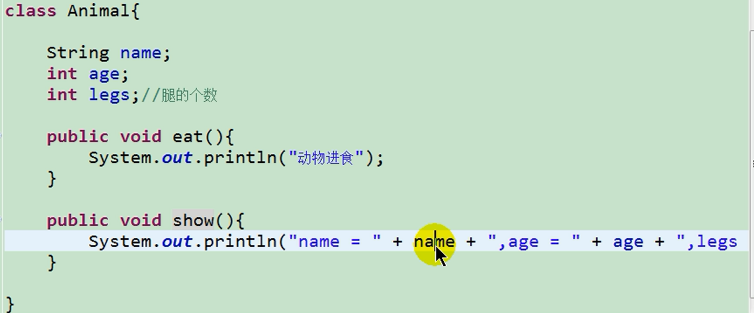 class Animal{
String name;
int age;
int legs;//腿的个数
public void eat(){
System.out.println("动物进食");
}
public void show(){
System.out.println("name = " + name + ",age = " + age + ",legs
}
}